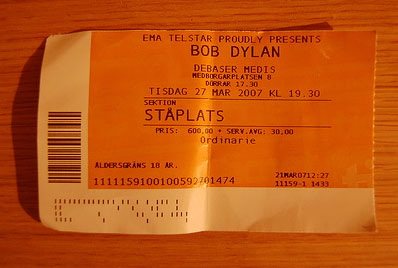 EMA TELSTAR PROUDLY PRESENTS
BOB DYLAN
DEBASER MEDIS
MEDBORGARPLATSEN 8
DÖRRAR 17.30
TISDAG 27 MAR 2007 KL 19.30
SEKTION
STÅPLATS
PRIS: 600,00 + SERV.AVG: 30,00
Ordinarie
ÅLDERSGRÄNS 18 ÅR.
21MAR0712:27
11111591001005927014 74
11159-1 1433